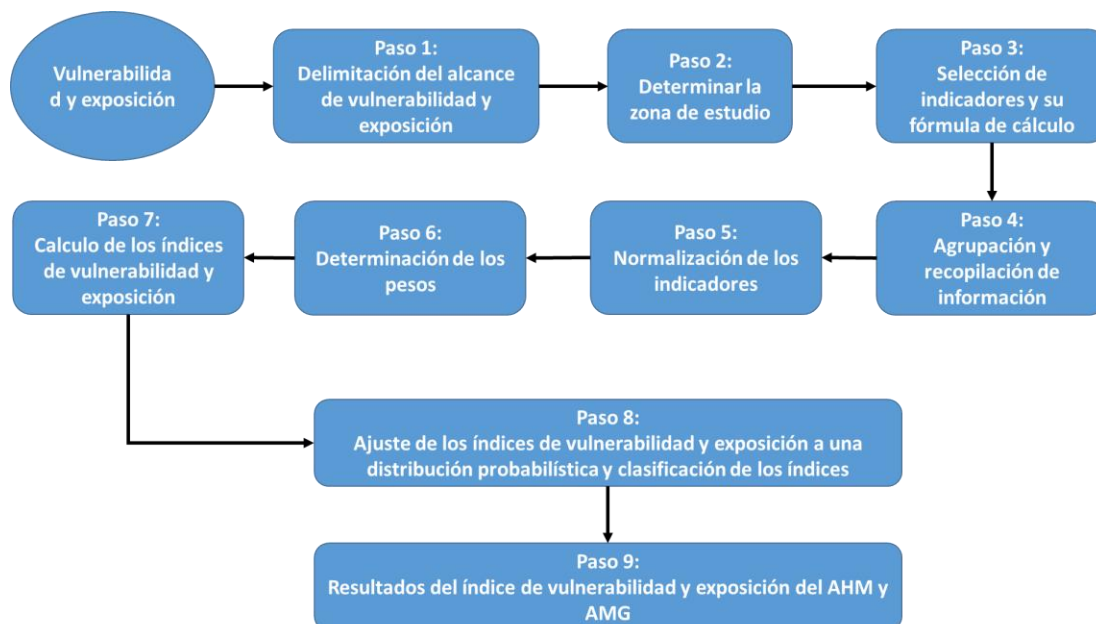 Vulnerabilida
d y exposición
Paso 1:
Delimitación del alcance
de vulnerabilidad y
exposición
Paso 2:
Determinar la
zona de estudio
Paso 3:
Selección de
indicadores y su
fórmula de cálculo
Paso 4:
Agrupación y
recopilación de
información
Paso 5:
Normalización de los
indicadores
Paso 6:
Determinación de los
pesos
Paso 7:
Calculo de los índices
de vulnerabilidad y
exposición
Paso 8:
Ajuste de los índices de vulnerabilidad y exposición a una
distribución probabilística y clasificación de los índices
Paso 9:
Resultados del índice de vulnerabilidad y exposición del AHM y
AMG